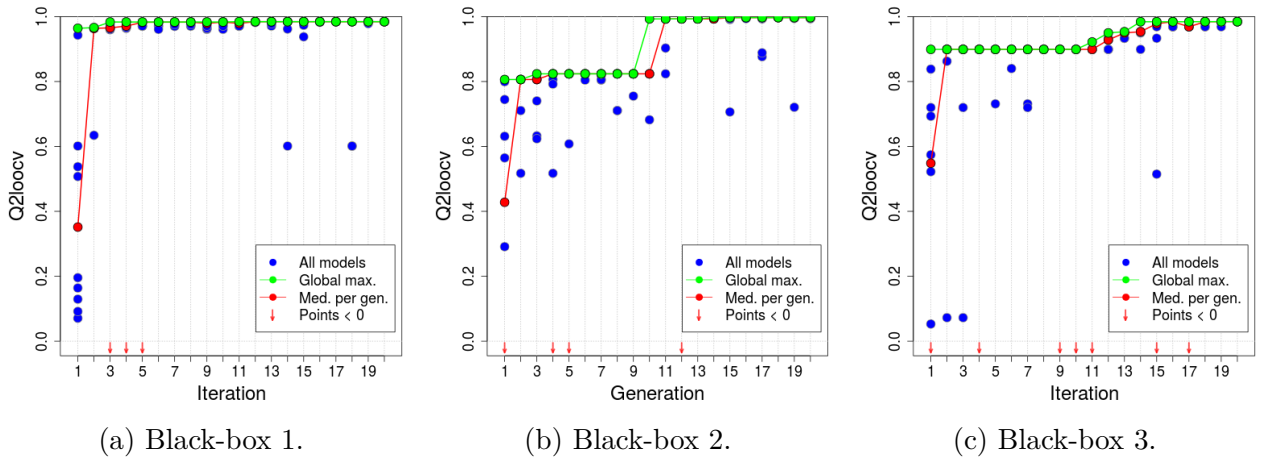 Q2loocv
1.0
0.8
0.6
0.4
0.2
0.0
All models
Global max.
Med. per gen.
Points < 0
1 3 5 7 9 11 13 15 17 19
Iteration
(a) Black-box 1.
Q2loocv
1.0
0.8
0.6
0.4
0.2
0.0
All models
Global max.
Med. per gen.
Points < 0
1 3 5 7 9 11 13 15 17 19
Generation
(b) Black-box 2.
Q2loocv
1.0
0.8
0.6
0.4
0.2
0.0
All models
Global max.
Med. per gen.
Points < 0
1 3 5 7 9 11 13 15 17 19
Iteration
(c) Black-box 3.